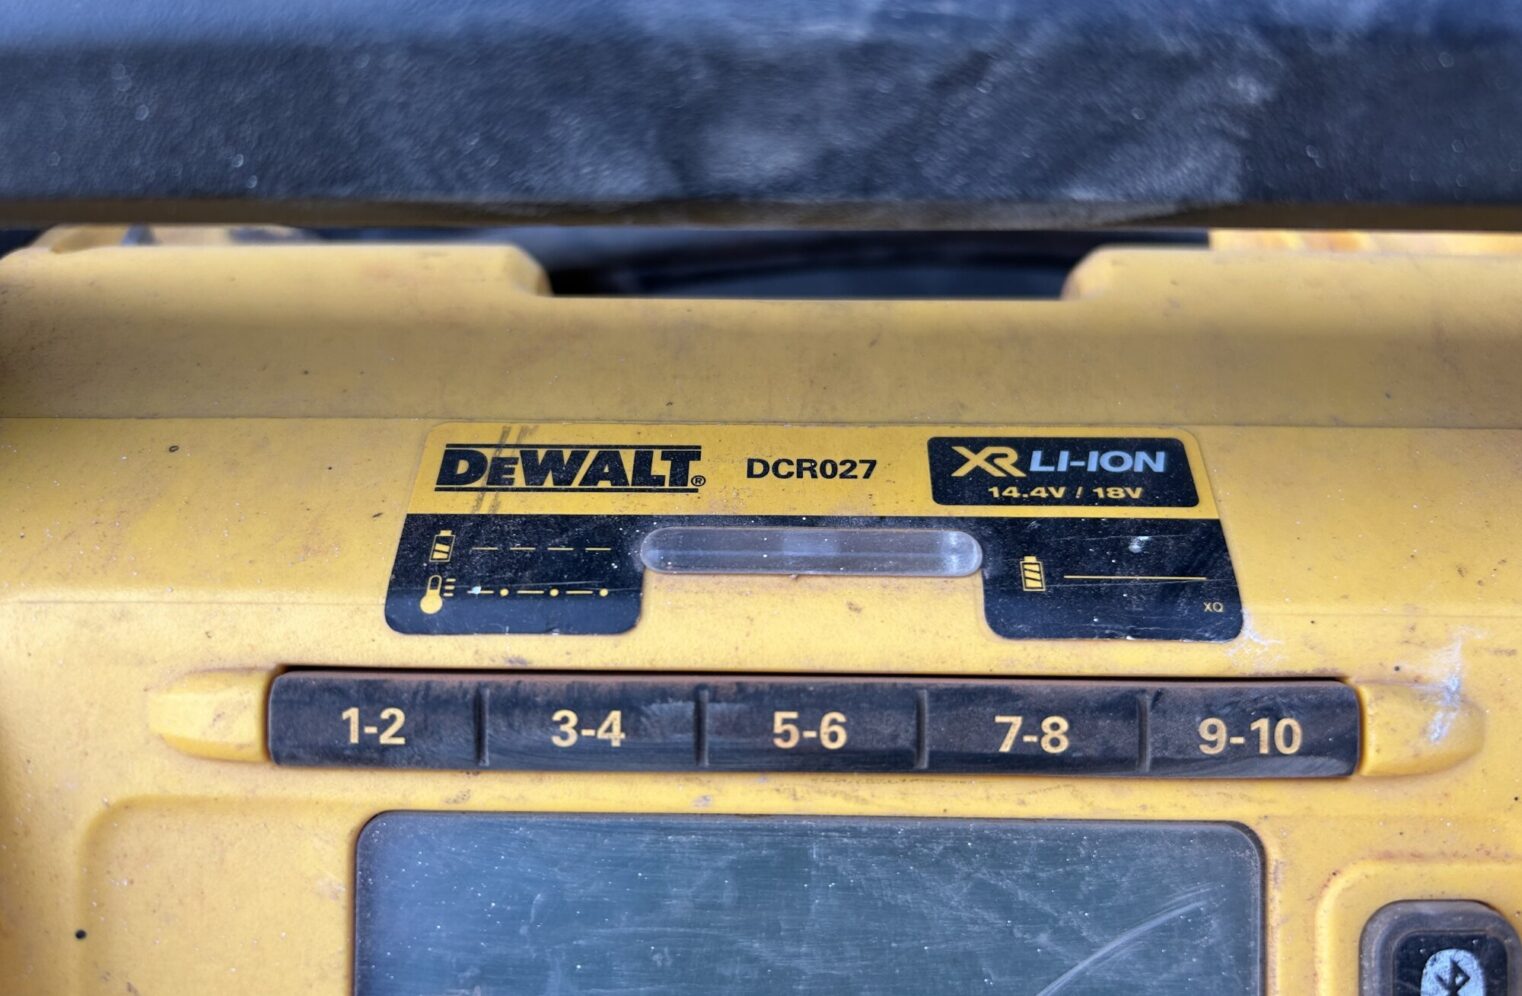 DEWALT® DCR027 XR LI-ION
14.4V / 18V
XQ
1-2 3-4 5-6 7-8 9-10